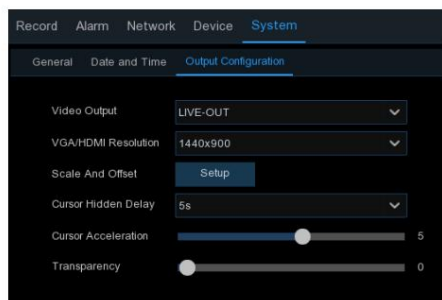 Record Alarm Network Device System
General Date and Time Output Configuration
Video Output LIVE-OUT
VGA/HDMI Resolution 1440x900
Scale And Offset Setup
Cursor Hidden Delay 5s
Cursor Acceleration 5
Transparency 0